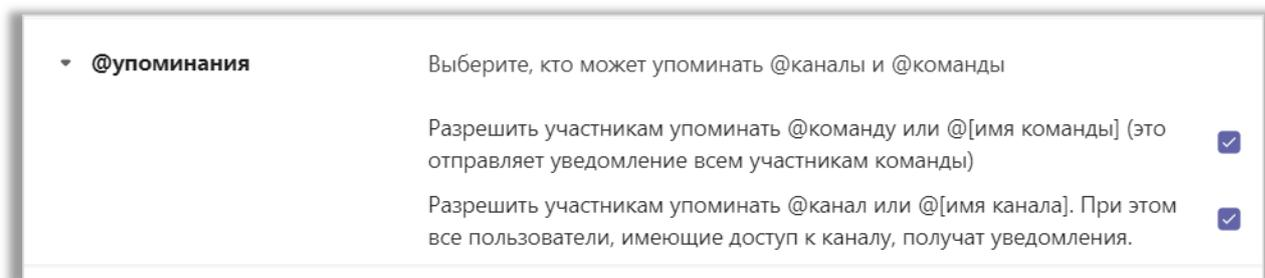 @упоминания
Выберите, кто может упоминать @каналы и @команды
Разрешить участникам упоминать @команду или @[имя команды] (это
отправляет уведомление всем участникам команды)
Разрешить участникам упоминать @канал или @[имя канала]. При этом
все пользователи, имеющие доступ к каналу, получат уведомления.